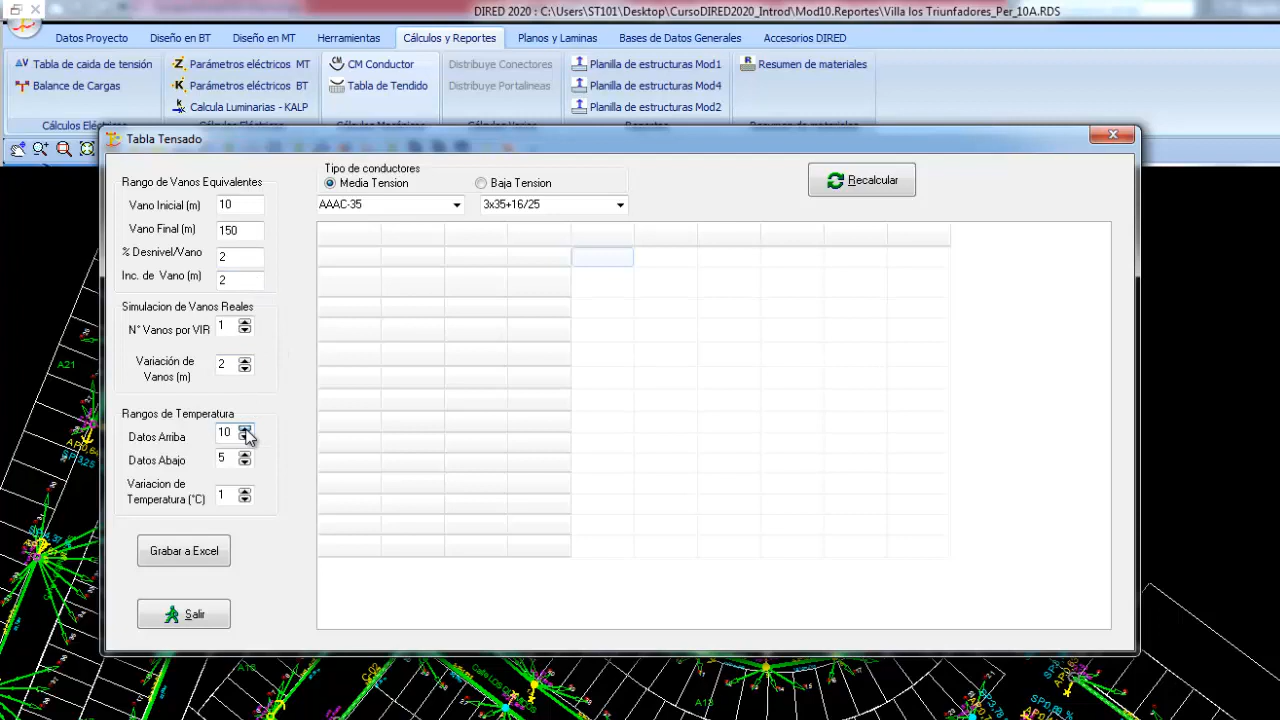 DIRED 2020 : C:\Users\ST101\Desktop\CursoDIRED2020_Introd\Mod10.Reportes\Villa los Triunfadores_Per_10A.RDS
Datos Proyecto
Diseño en BT
Diseño en MT
Herramientas
Cálculos y Reportes
Planos y Laminas
Bases de Datos Generales
Accesorios DIRED
Tabla de caida de tensión
Parámetros eléctricos MT
CM Conductor
Distribuye Conectores
Planilla de estructuras Mod1
Resumen de materiales
Balance de Cargas
Parámetros eléctricos BT
Tabla de Tendido
Distribuye Portalineas
Planilla de estructuras Mod4
Calcula Luminarias - KALP
Planilla de estructuras Mod2
Tabla Tensado
Rango de Vanos Equivalentes
Vano Inicial (m) 10
Vano Final (m) 150
% Desnivel/Vano 2
Inc. de Vano (m) 2
Tipo de conductores
Media Tension
Baja Tension
AAAC-35
3x35+16/25
Recalcular
Simulacion de Vanos Reales
N° Vanos por VIR 1
Variación de
Vanos (m) 2
Rangos de Temperatura
Datos Arriba 10
Datos Abajo 5
Variacion de
Temperatura (°C) 1
Grabar a Excel
Salir
A21